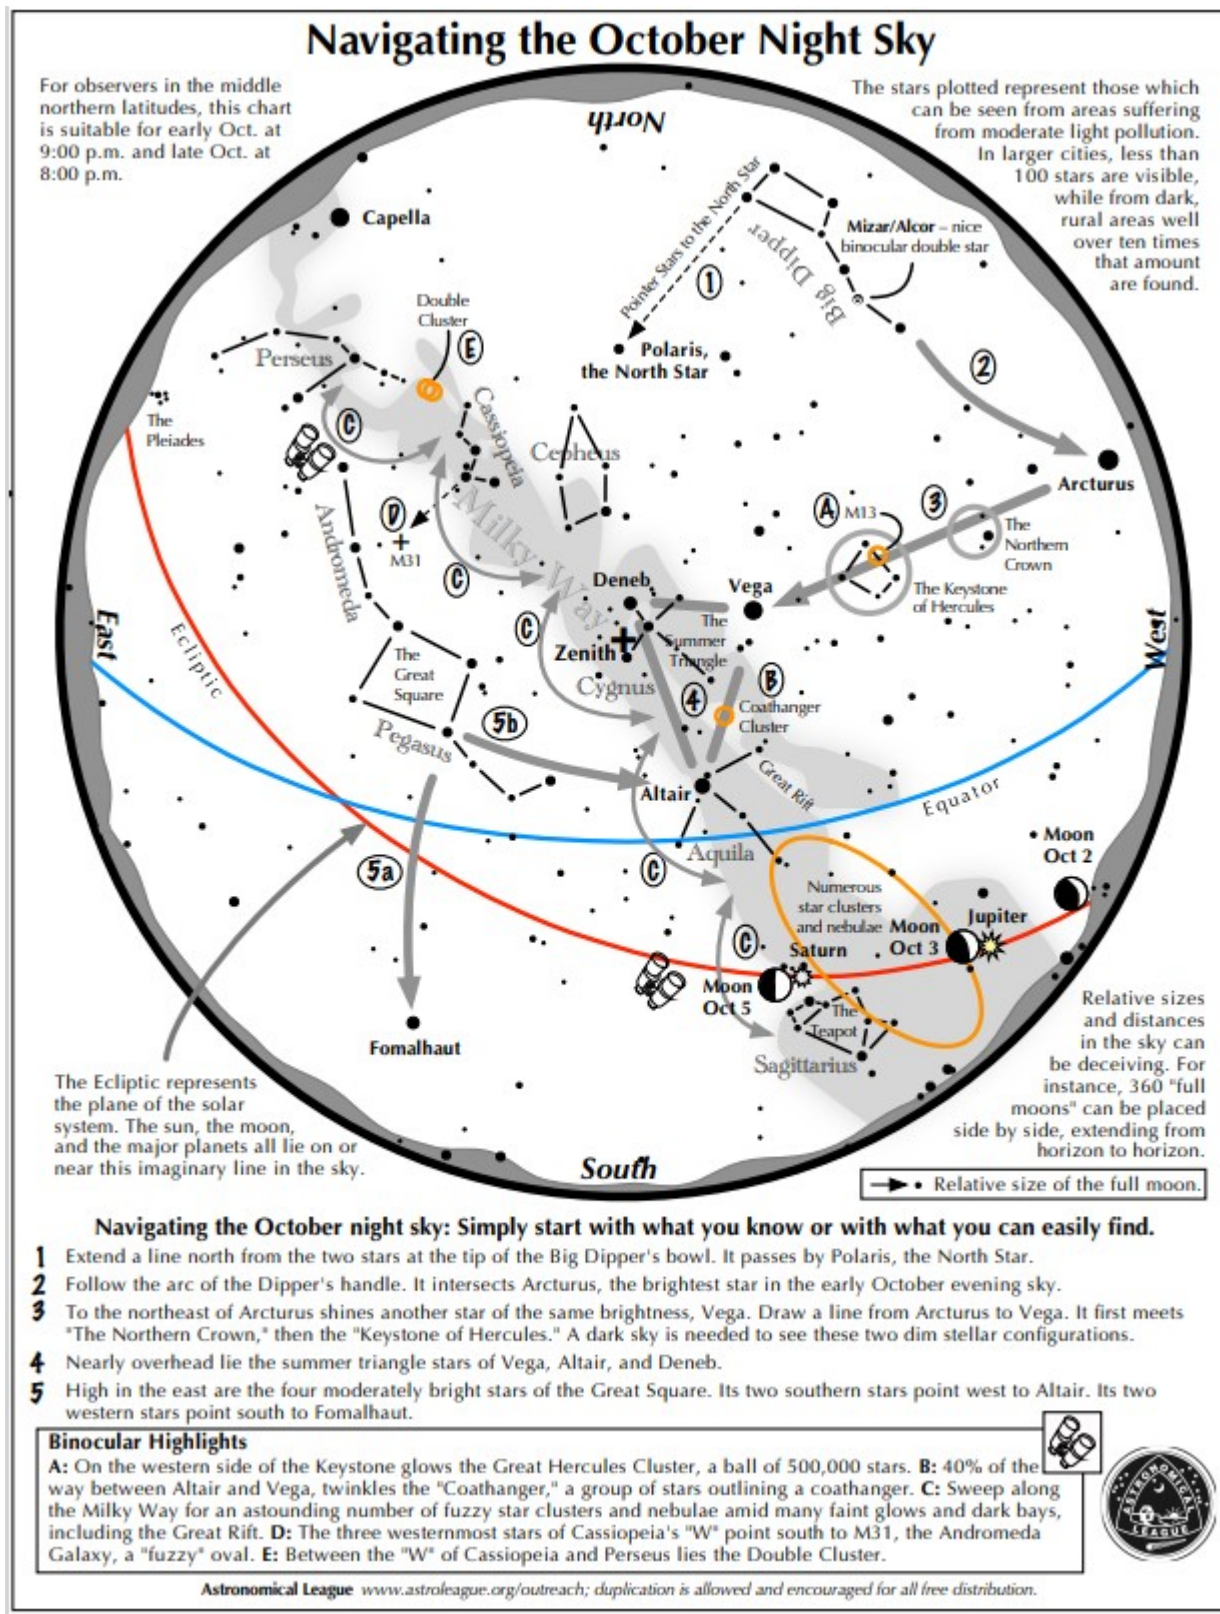 Navigating the October Night Sky
For observers in the middle
northern latitudes, this chart
is suitable for early Oct. at
9:00 p.m. and late Oct. at
8:00 p.m.
The stars plotted represent those which
can be seen from areas suffering
from moderate light pollution.
In larger cities, less than
100 stars are visible,
while from dark,
rural areas well
over ten times
that amount
are found.
North
Capella
Pointer Stars to the North Star
1
Big Dipper
Mizar/Alcor – nice
binocular double star
Double
Cluster
E
Perseus
Polaris,
the North Star
2
The
Pleiades
C
Cassiopeia
Cepheus
Arcturus
Andromeda
D
M31
Milky Way
A
M13
3
The
Northern
Crown
C
Deneb
Vega
The Keystone
of Hercules
East
Ecliptic
West
C
The
Summer
Triangle
Zenith
The
Great
Square
Cygnus
4
B
Coathanger
Cluster
Pegasus
5b
Great Rift
Altair
Equator
5a
C
Aquila
Moon
Oct 2
Numerous
star clusters
and nebulae
Moon
Oct 3
Jupiter
C
Saturn
Moon
Oct 5
The
Teapot
Sagittarius
Fomalhaut
The Ecliptic represents
the plane of the solar
system. The sun, the moon,
and the major planets all lie on or
near this imaginary line in the sky.
Relative sizes
and distances
in the sky can
be deceiving. For
instance, 360 "full
moons" can be placed
side by side, extending from
horizon to horizon.
South
Relative size of the full moon.
Navigating the October night sky: Simply start with what you know or with what you can easily find.
1 Extend a line north from the two stars at the tip of the Big Dipper's bowl. It passes by Polaris, the North Star.
2 Follow the arc of the Dipper's handle. It intersects Arcturus, the brightest star in the early October evening sky.
3 To the northeast of Arcturus shines another star of the same brightness, Vega. Draw a line from Arcturus to Vega. It first meets
"The Northern Crown," then the "Keystone of Hercules." A dark sky is needed to see these two dim stellar configurations.
4 Nearly overhead lie the summer triangle stars of Vega, Altair, and Deneb.
5 High in the east are the four moderately bright stars of the Great Square. Its two southern stars point west to Altair. Its two
western stars point south to Fomalhaut.
Binocular Highlights
A: On the western side of the Keystone glows the Great Hercules Cluster, a ball of 500,000 stars. B: 40% of the
way between Altair and Vega, twinkles the "Coathanger," a group of stars outlining a coathanger. C: Sweep along
the Milky Way for an astounding number of fuzzy star clusters and nebulae amid many faint glows and dark bays,
including the Great Rift. D: The three westernmost stars of Cassiopeia's "W" point south to M31, the Andromeda
Galaxy, a "fuzzy" oval. E: Between the "W" of Cassiopeia and Perseus lies the Double Cluster.
ASTRONOMICAL
LEAGUE
Astronomical League www.astroleague.org/outreach; duplication is allowed and encouraged for all free distribution.